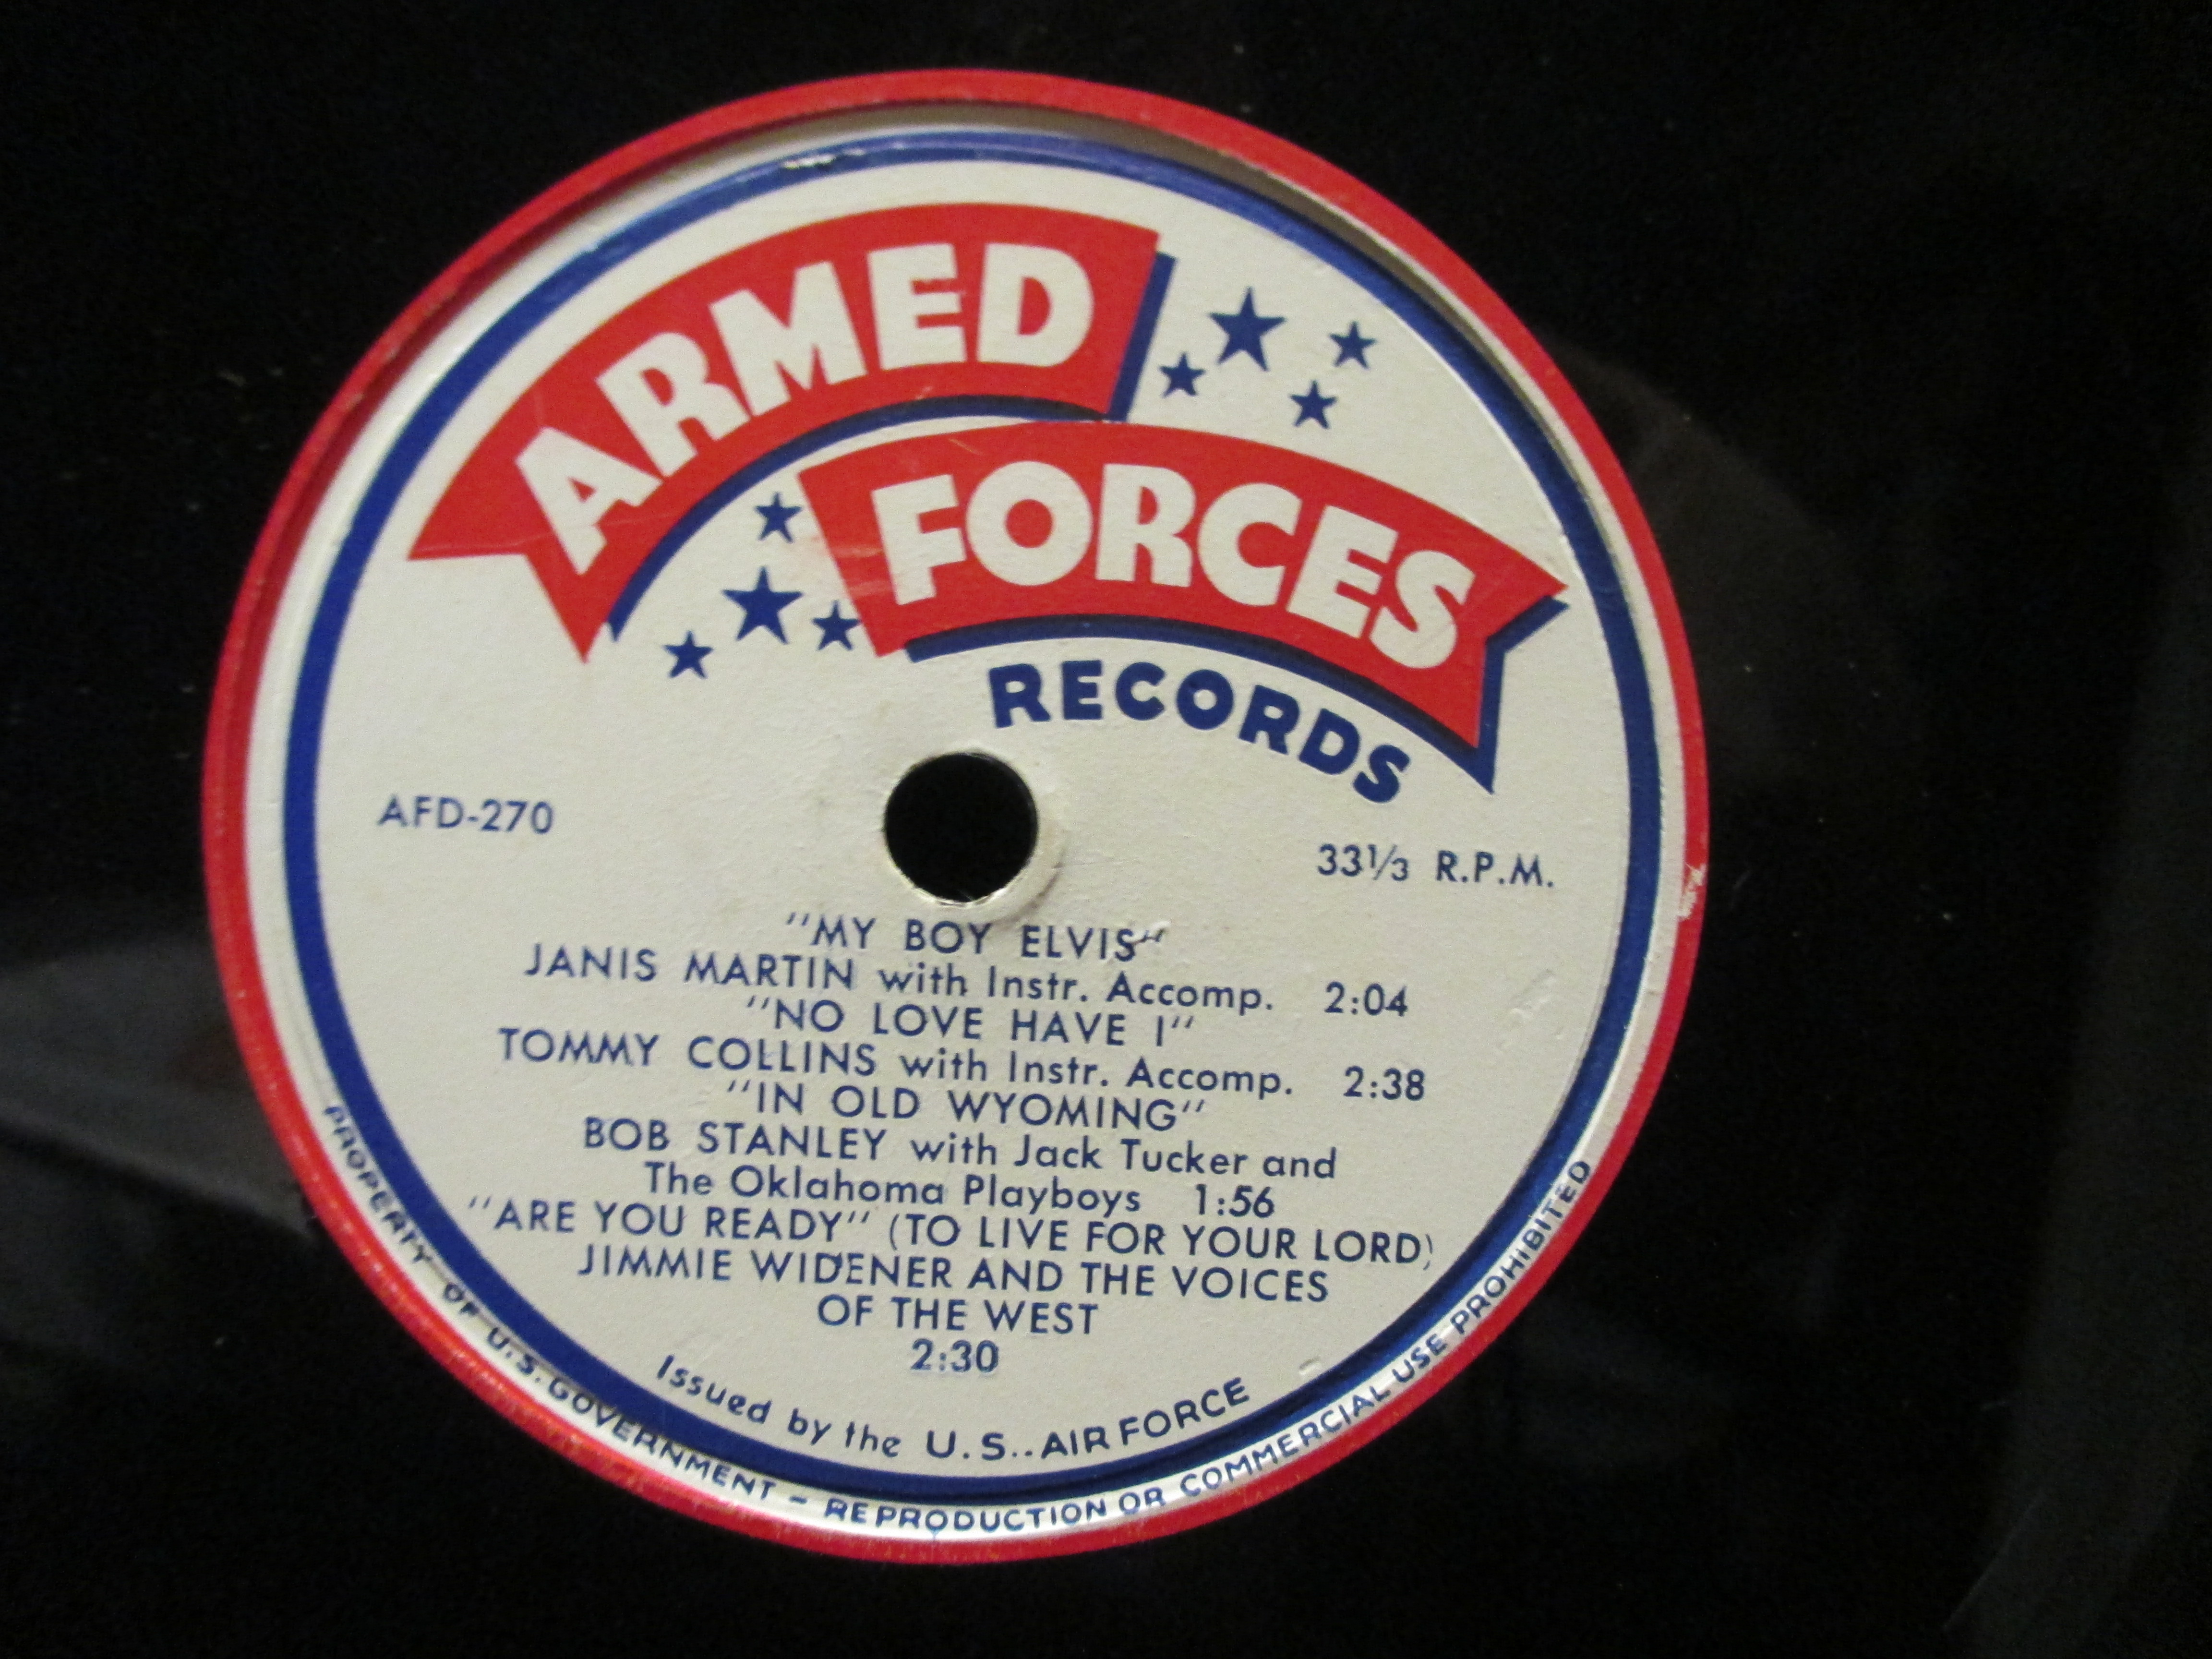 ARMED
FORCES
RECORDS
AFD-270
33⅓ R.P.M.
"MY BOY ELVIS"
JANIS MARTIN with Instr. Accomp. 2:04
"NO LOVE HAVE I"
TOMMY COLLINS with Instr. Accomp. 2:38
"IN OLD WYOMING"
BOB STANLEY with Jack Tucker and
The Oklahoma Playboys 1:56
"ARE YOU READY" (TO LIVE FOR YOUR LORD)
JIMMIE WIDENER AND THE VOICES
OF THE WEST
2:30
Issued by the U.S.. AIR FORCE
PROPERTY OF U.S. GOVERNMENT - REPRODUCTION OR COMMERCIAL USE PROHIBITED